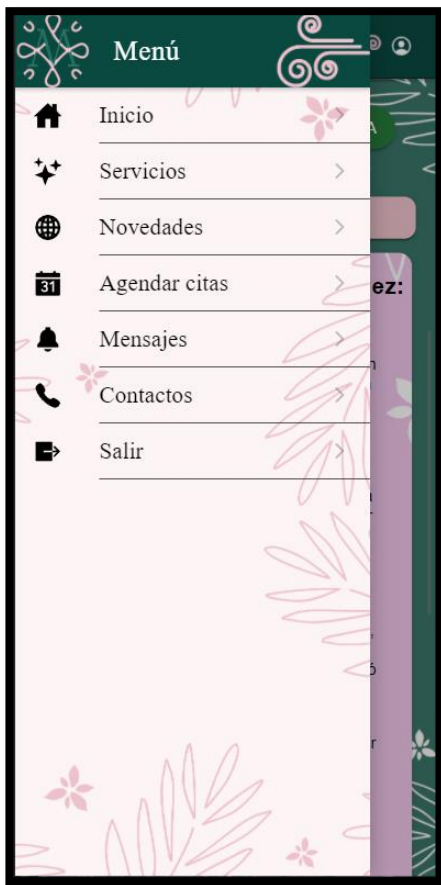 Menú
Inicio
Servicios
Novedades
31
Agendar citas
ez:
Mensajes
Contactos
Salir